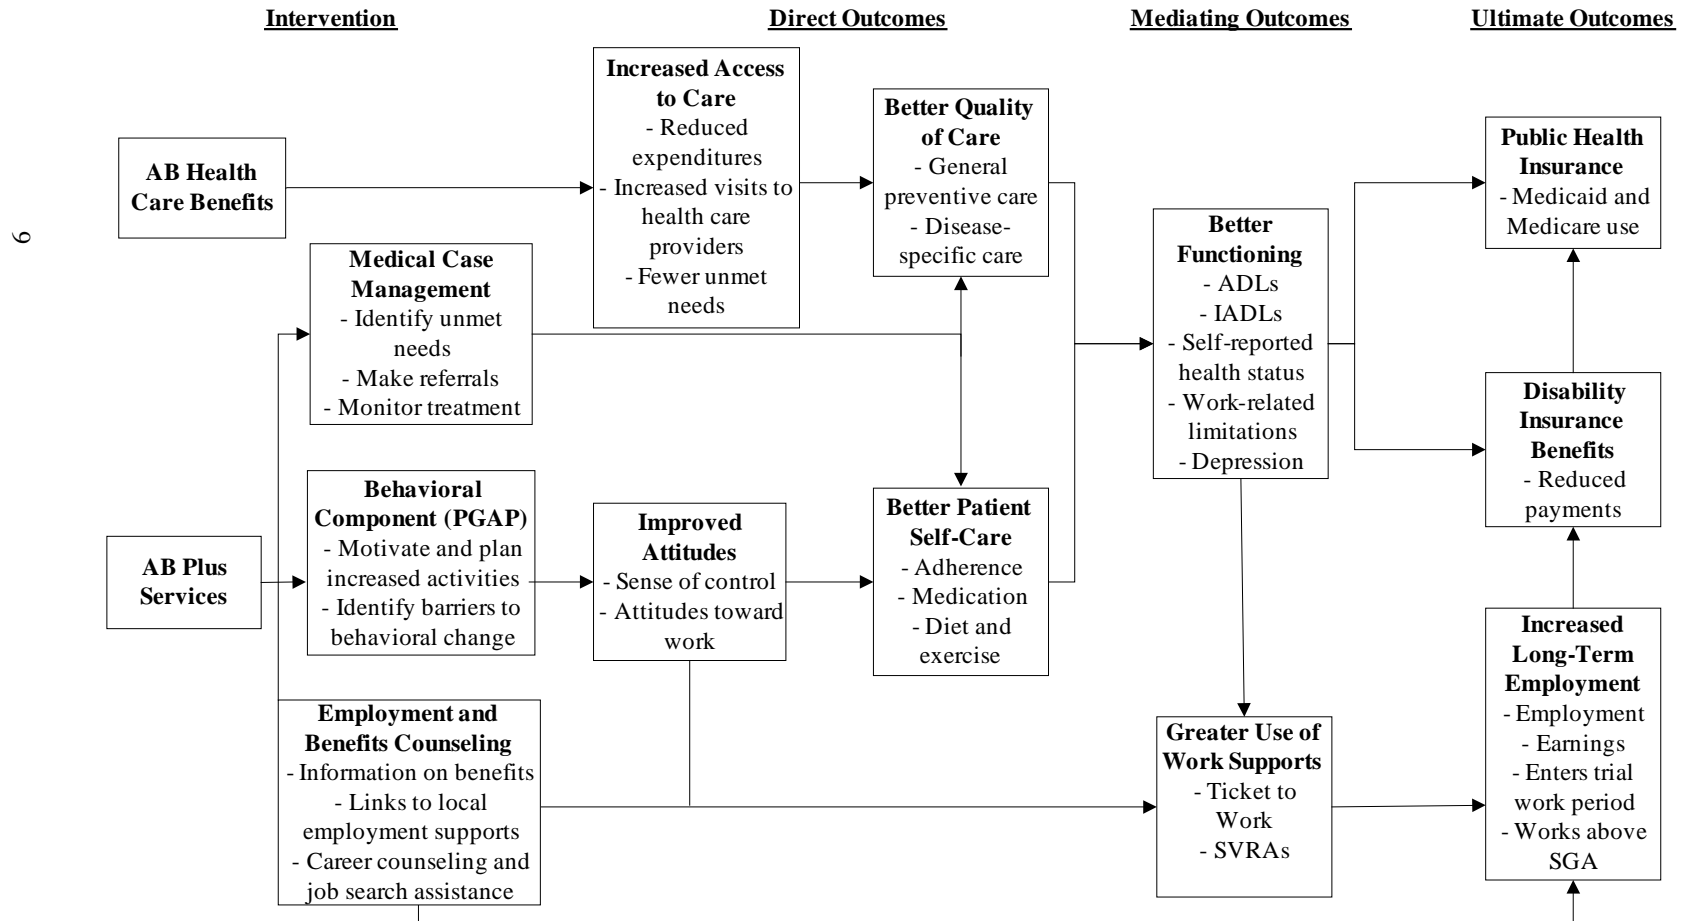 Intervention
Direct Outcomes
Mediating Outcomes
Ultimate Outcomes
9
AB Health
Care Benefits
Increased Access
to Care
- Reduced
expenditures
- Increased visits to
health care
providers
- Fewer unmet
needs
Better Quality
of Care
- General
preventive care
- Disease-
specific care
Public Health
Insurance
- Medicaid and
Medicare use
Medical Case
Management
- Identify unmet
needs
- Make referrals
- Monitor treatment
Better
Functioning
- ADLs
- IADLs
- Self-reported
health status
- Work-related
limitations
- Depression
Disability
Insurance
Benefits
- Reduced
payments
AB Plus
Services
Behavioral
Component (PGAP)
- Motivate and plan
increased activities
- Identify barriers to
behavioral change
Improved
Attitudes
- Sense of control
- Attitudes toward
work
Better Patient
Self-Care
- Adherence
- Medication
- Diet and
exercise
Employment and
Benefits Counseling
- Information on benefits
- Links to local
employment supports
- Career counseling and
job search assistance
Greater Use of
Work Supports
- Ticket to
Work
- SVRAs
Increased
Long-Term
Employment
- Employment
- Earnings
- Enters trial
work period
- Works above
SGA